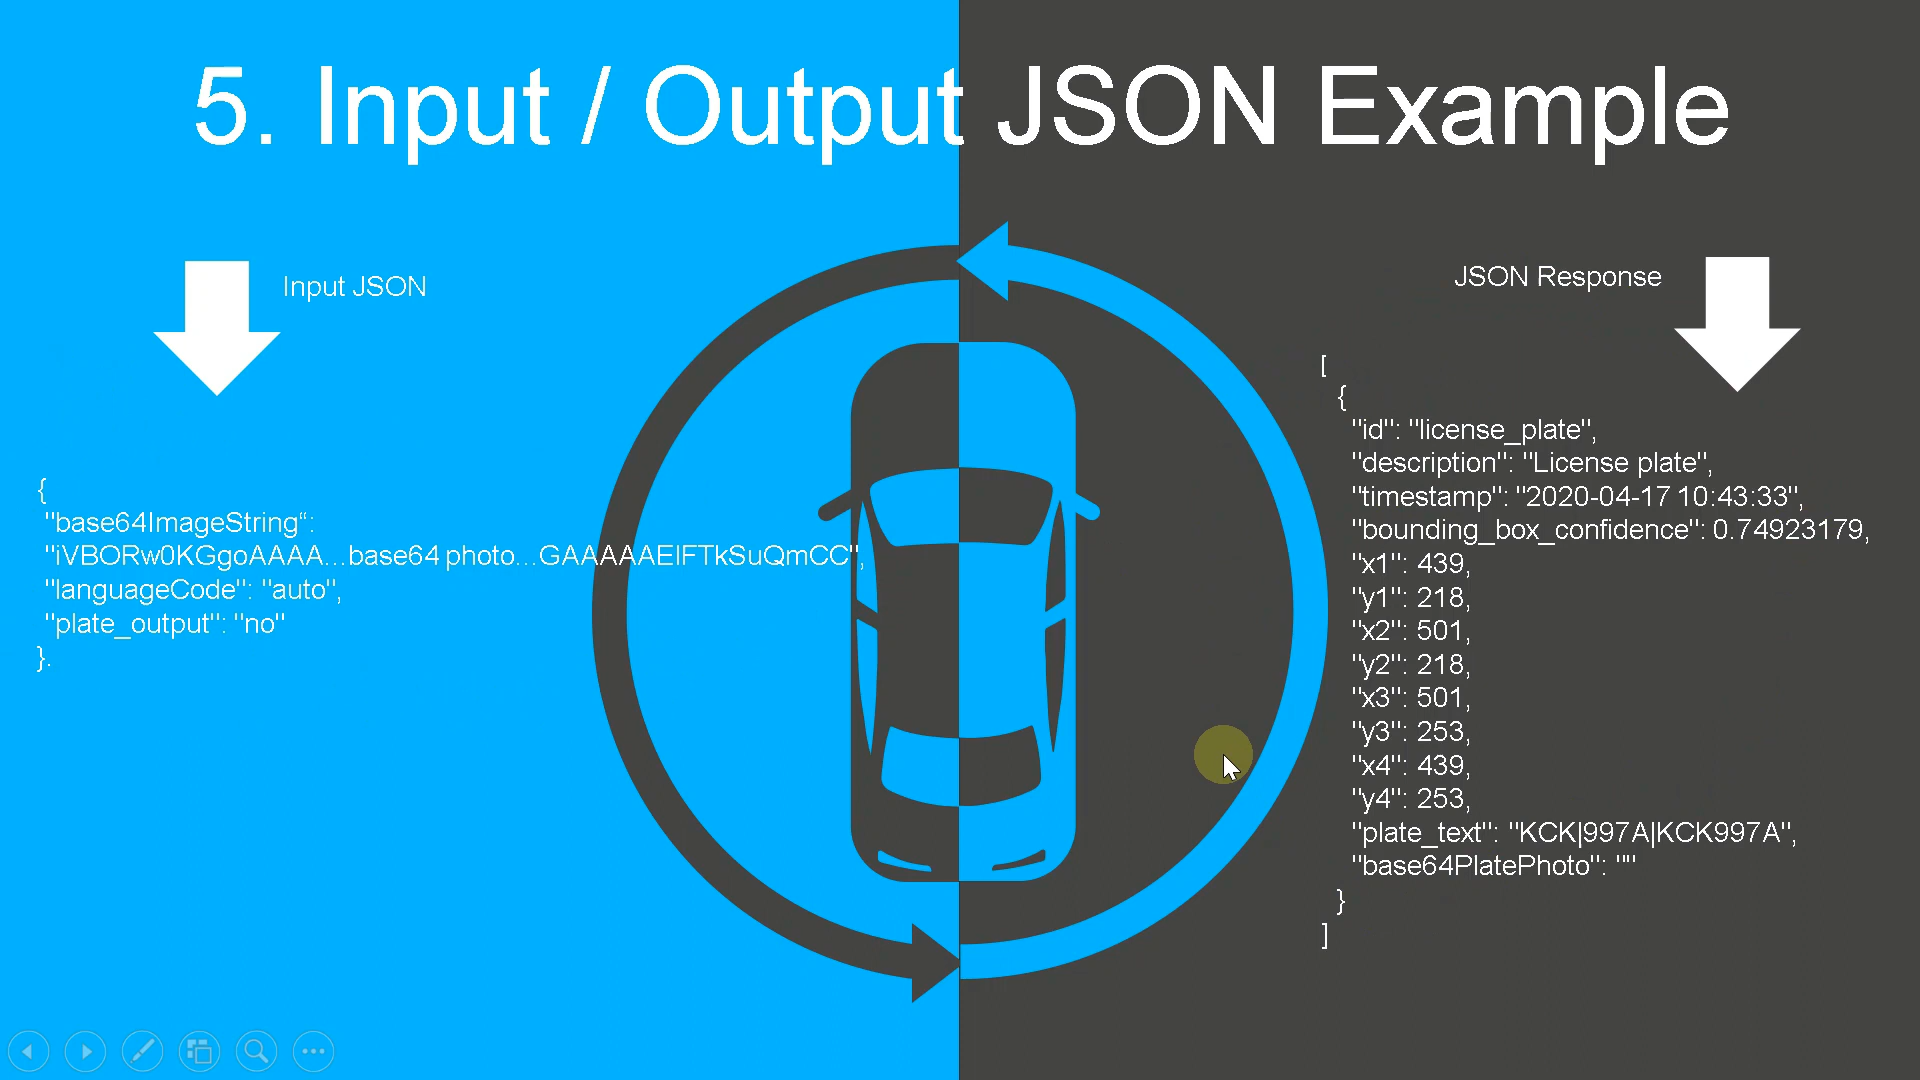 5. Input / Output JSON Example
Input JSON
{
"base64ImageString“:
"iVBORw0KGgoAAAA...base64 photo...GAAAAAElFTkSuQmCC",
"languageCode": "auto",
"plate_output": "no"
}.
JSON Response
[
{
"id": "license_plate",
"description": "License plate",
"timestamp": "2020-04-17 10:43:33",
"bounding_box_confidence": 0.74923179,
"x1": 439,
"y1": 218,
"x2": 501,
"y2": 218,
"x3": 501,
"y3": 253,
"x4": 439,
"y4": 253,
"plate_text": "KCK|997A|KCK997A",
"base64PlatePhoto": ""
}
]